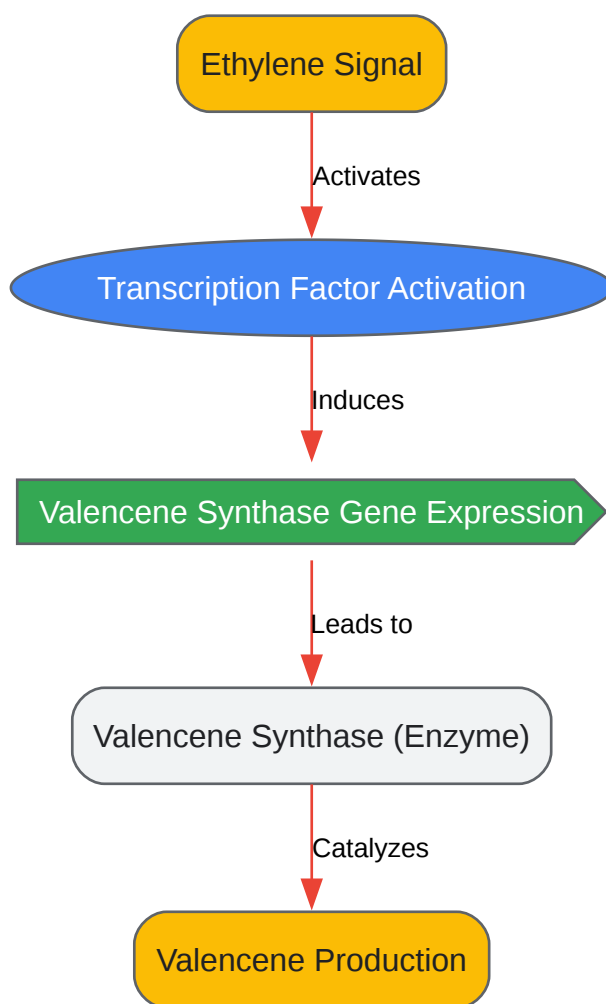 Ethylene Signal
Activates
Transcription Factor Activation
Induces
Valencene Synthase Gene Expression
Leads to
Valencene Synthase (Enzyme)
Catalyzes
Valencene Production